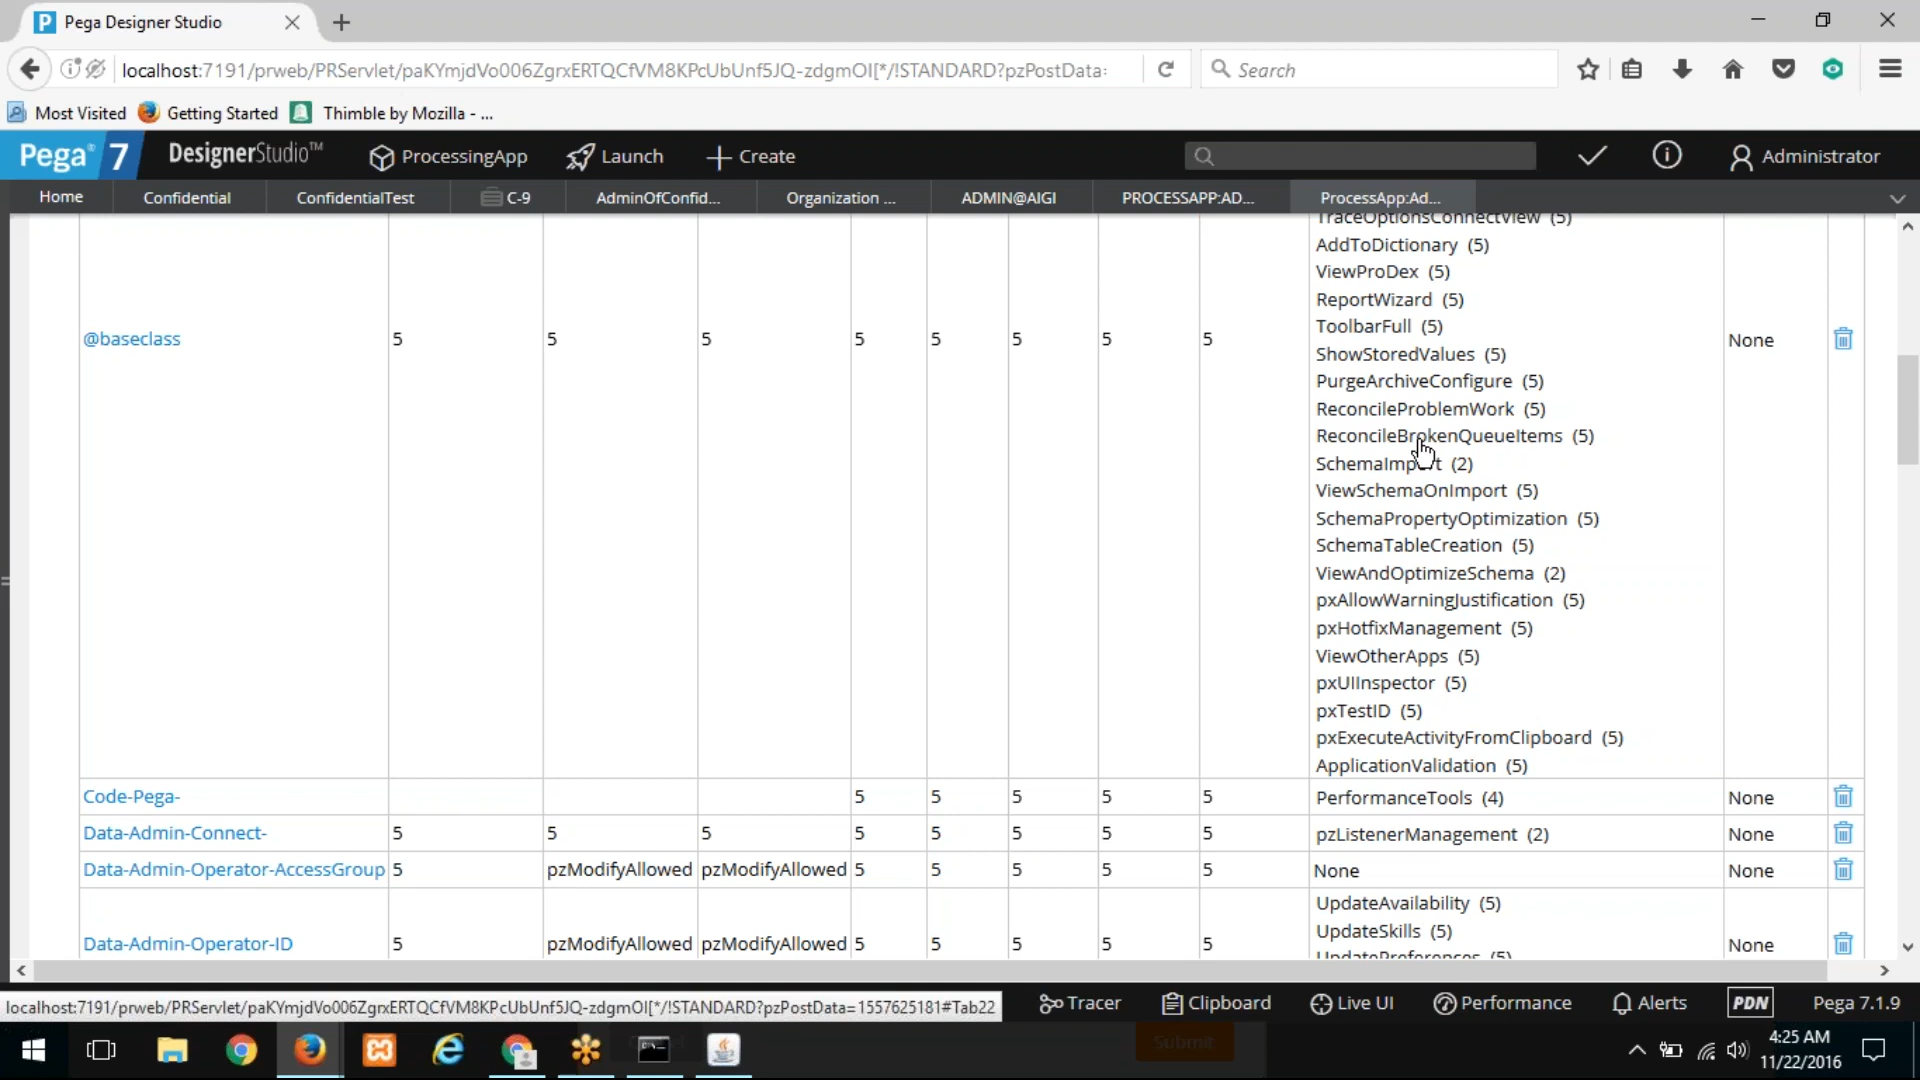 Pega Designer Studio
localhost:7191/prweb/PRServlet/paKYmjdVo006ZgrxERTQCfVM8KPcUbUnf5JQ-zdgmOI[*/!STANDARD?pzPostData:
Search
Most Visited Getting Started Thimble by Mozilla - ...
Pega 7 DesignerStudio™ ProcessingApp Launch Create Administrator
Home Confidential ConfidentialTest C-9 AdminOfConfid... Organization ... ADMIN@AIGI PROCESSAPP:AD... ProcessApp:Ad...
TraceOptionsConnectView (5)
AddToDictionary (5)
ViewProDex (5)
ReportWizard (5)
ToolbarFull (5)
@baseclass 5 5 5 5 5 5 5 5 None
ShowStoredValues (5)
PurgeArchiveConfigure (5)
ReconcileProblemWork (5)
ReconcileBrokenQueueItems (5)
SchemaImport (2)
ViewSchemaOnImport (5)
SchemaPropertyOptimization (5)
SchemaTableCreation (5)
ViewAndOptimizeSchema (2)
pxAllowWarningJustification (5)
pxHotfixManagement (5)
ViewOtherApps (5)
pxUIInspector (5)
pxTestID (5)
pxExecuteActivityFromClipboard (5)
ApplicationValidation (5)
Code-Pega- 5 5 5 5 5 PerformanceTools (4) None
Data-Admin-Connect- 5 5 5 5 5 5 5 5 pzListenerManagement (2) None
Data-Admin-Operator-AccessGroup 5 pzModifyAllowed pzModifyAllowed 5 5 5 5 5 None None
UpdateAvailability (5)
UpdateSkills (5)
Data-Admin-Operator-ID 5 pzModifyAllowed pzModifyAllowed 5 5 5 5 5 None
UpdatePreferences (5)
localhost:7191/prweb/PRServlet/paKYmjdVo006ZgrxERTQCfVM8KPcUbUnf5JQ-zdgmOI[*/!STANDARD?pzPostData=1557625181#Tab22
Tracer Clipboard Live UI Performance Alerts PDN Pega 7.1.9
Submit
4:25 AM
11/22/2016